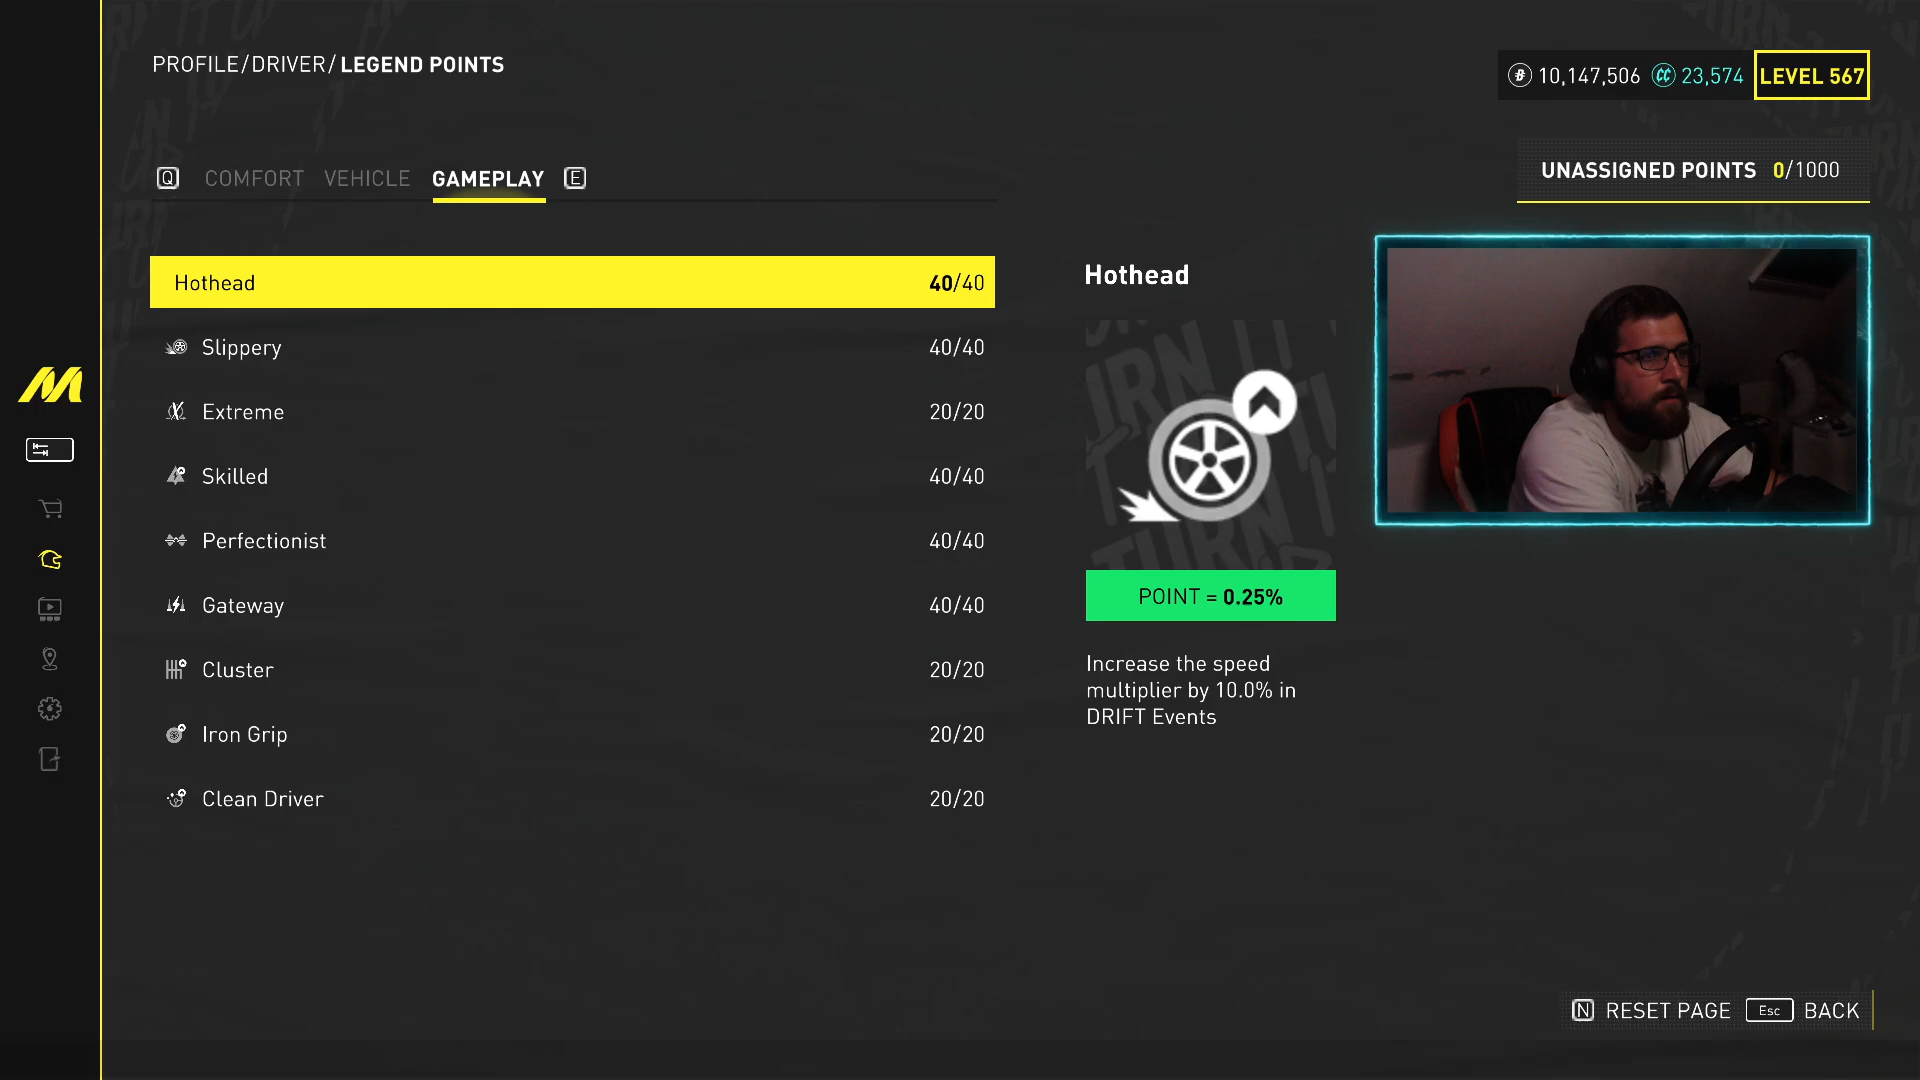 PROFILE/DRIVER/LEGEND POINTS
10,147,506 23,574 LEVEL 567
Q COMFORT VEHICLE GAMEPLAY E
UNASSIGNED POINTS 0/1000
Hothead 40/40
Slippery 40/40
Extreme 20/20
Skilled 40/40
Perfectionist 40/40
Gateway 40/40
Cluster 20/20
Iron Grip 20/20
Clean Driver 20/20
Hothead
POINT = 0.25%
Increase the speed
multiplier by 10.0% in
DRIFT Events
N RESET PAGE Esc BACK